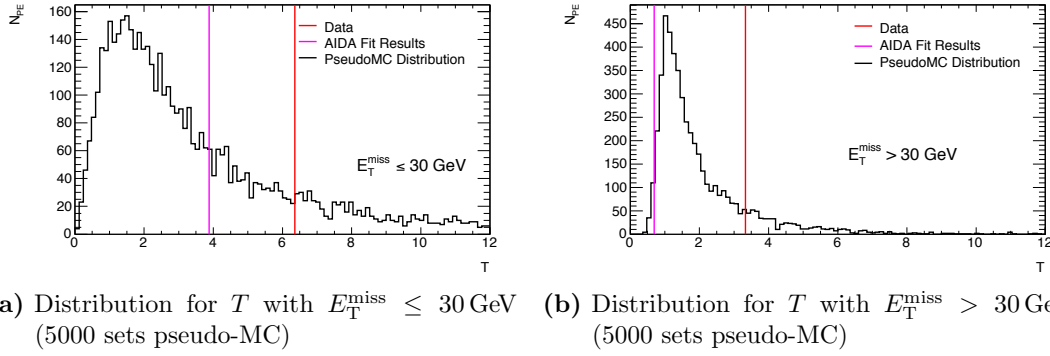 N_PE
160
140
120
100
80
60
40
20
0
0 2 4 6 8 10 12
T
Data
AIDA Fit Results
PseudoMC Distribution
E_T^miss ≤ 30 GeV
N_PE
450
400
350
300
250
200
150
100
50
0
0 2 4 6 8 10 12
T
Data
AIDA Fit Results
PseudoMC Distribution
E_T^miss > 30 GeV
a) Distribution for T with E_T^miss ≤ 30 GeV
(5000 sets pseudo-MC)
(b) Distribution for T with E_T^miss > 30 Ge
(5000 sets pseudo-MC)